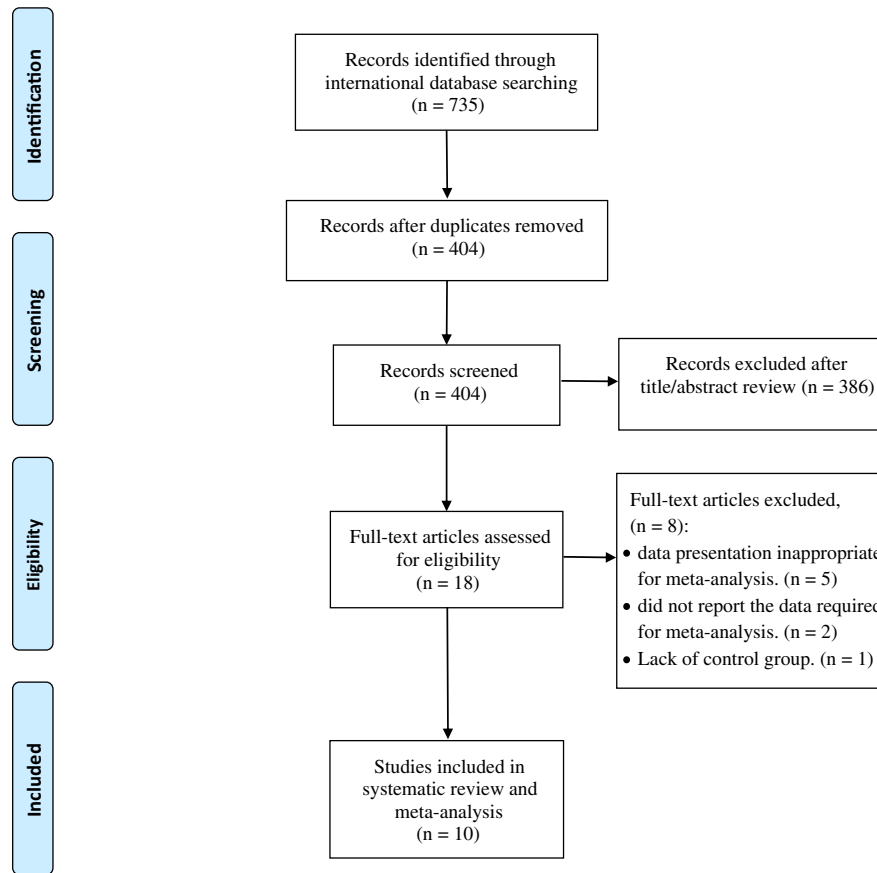 Identification
Records identified through
international database searching
(n = 735)
Records after duplicates removed
(n = 404)
Screening
Records screened
(n = 404)
Records excluded after
title/abstract review (n = 386)
Eligibility
Full-text articles assessed
for eligibility
(n = 18)
Full-text articles excluded,
(n = 8):
• data presentation inappropriate
for meta-analysis. (n = 5)
• did not report the data required
for meta-analysis. (n = 2)
• Lack of control group. (n = 1)
Included
Studies included in
systematic review and
meta-analysis
(n = 10)